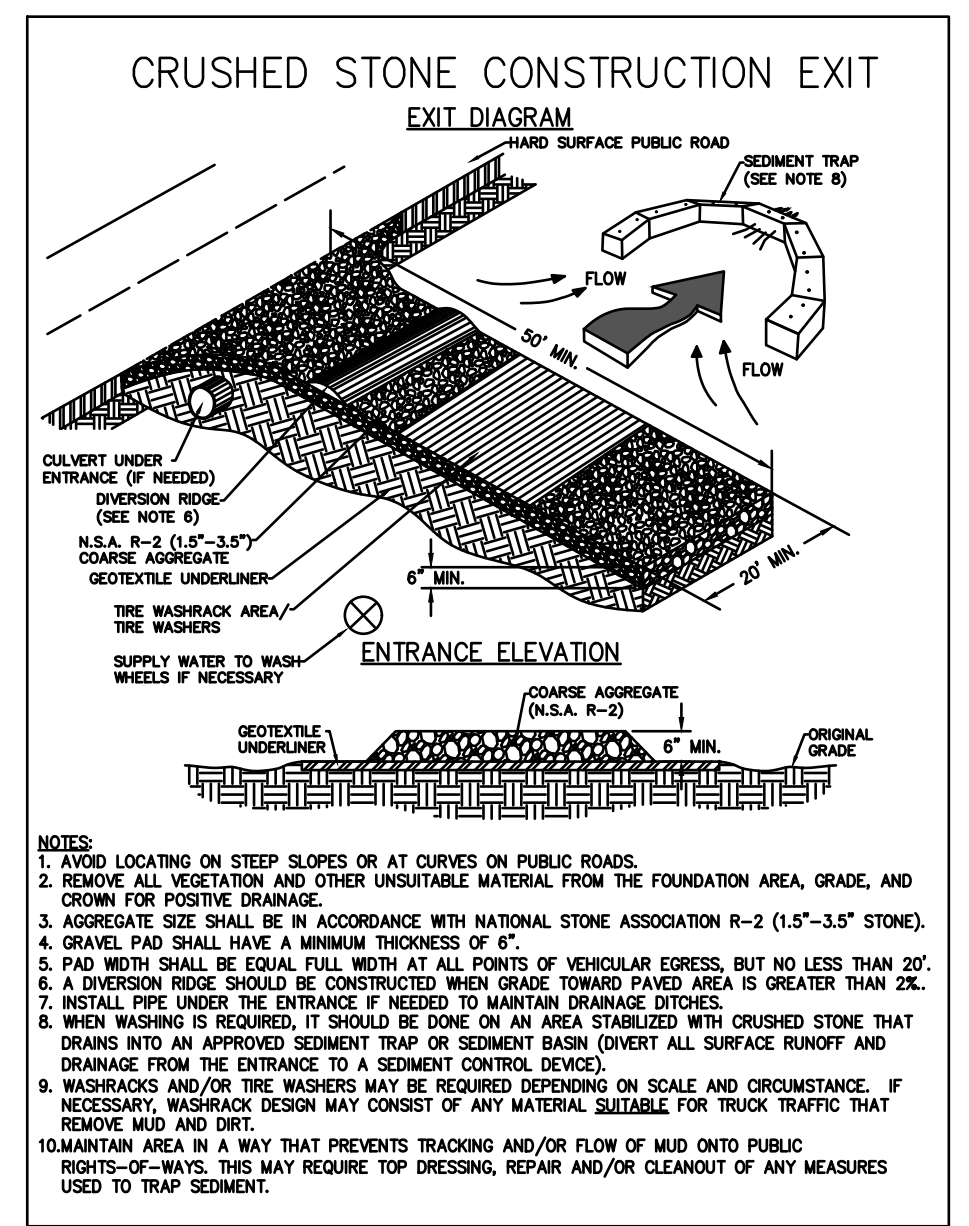 CRUSHED STONE CONSTRUCTION EXIT
EXIT DIAGRAM
HARD SURFACE PUBLIC ROAD
SEDIMENT TRAP
(SEE NOTE 8)
FLOW
50' MIN.
FLOW
CULVERT UNDER
ENTRANCE (IF NEEDED)
DIVERSION RIDGE
(SEE NOTE 6)
N.S.A. R-2 (1.5"-3.5")
COARSE AGGREGATE
GEOTEXTILE UNDERLINER
6" MIN.
20' MIN.
TIRE WASHRACK AREA/
TIRE WASHERS
SUPPLY WATER TO WASH
WHEELS IF NECESSARY
ENTRANCE ELEVATION
COARSE AGGREGATE
(N.S.A. R-2)
GEOTEXTILE
UNDERLINER
6" MIN.
ORIGINAL
GRADE
NOTES:
1. AVOID LOCATING ON STEEP SLOPES OR AT CURVES ON PUBLIC ROADS.
2. REMOVE ALL VEGETATION AND OTHER UNSUITABLE MATERIAL FROM THE FOUNDATION AREA, GRADE, AND
CROWN FOR POSITIVE DRAINAGE.
3. AGGREGATE SIZE SHALL BE IN ACCORDANCE WITH NATIONAL STONE ASSOCIATION R-2 (1.5"-3.5" STONE).
4. GRAVEL PAD SHALL HAVE A MINIMUM THICKNESS OF 6".
5. PAD WIDTH SHALL BE EQUAL FULL WIDTH AT ALL POINTS OF VEHICULAR EGRESS, BUT NO LESS THAN 20'.
6. A DIVERSION RIDGE SHOULD BE CONSTRUCTED WHEN GRADE TOWARD PAVED AREA IS GREATER THAN 2%..
7. INSTALL PIPE UNDER THE ENTRANCE IF NEEDED TO MAINTAIN DRAINAGE DITCHES.
8. WHEN WASHING IS REQUIRED, IT SHOULD BE DONE ON AN AREA STABILIZED WITH CRUSHED STONE THAT
DRAINS INTO AN APPROVED SEDIMENT TRAP OR SEDIMENT BASIN (DIVERT ALL SURFACE RUNOFF AND
DRAINAGE FROM THE ENTRANCE TO A SEDIMENT CONTROL DEVICE).
9. WASHRACKS AND/OR TIRE WASHERS MAY BE REQUIRED DEPENDING ON SCALE AND CIRCUMSTANCE. IF
NECESSARY, WASHRACK DESIGN MAY CONSIST OF ANY MATERIAL SUITABLE FOR TRUCK TRAFFIC THAT
REMOVE MUD AND DIRT.
10.MAINTAIN AREA IN A WAY THAT PREVENTS TRACKING AND/OR FLOW OF MUD ONTO PUBLIC
RIGHTS-OF-WAYS. THIS MAY REQUIRE TOP DRESSING, REPAIR AND/OR CLEANOUT OF ANY MEASURES
USED TO TRAP SEDIMENT.